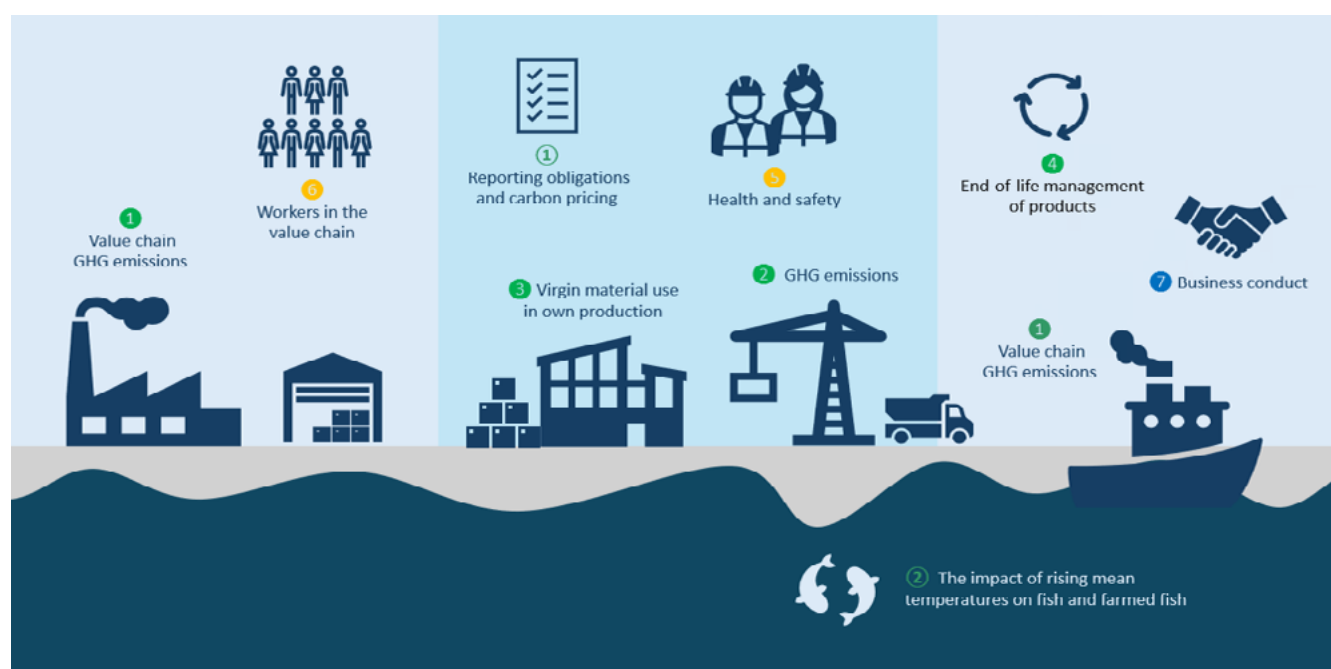 6
Workers in the
value chain
1
Value chain
GHG emissions
1
Reporting obligations
and carbon pricing
5
Health and safety
3 Virgin material use
in own production
2 GHG emissions
4
End-of-life management
of products
7 Business conduct
1
Value chain
GHG emissions
2 The impact of rising mean
temperatures on fish and farmed fish